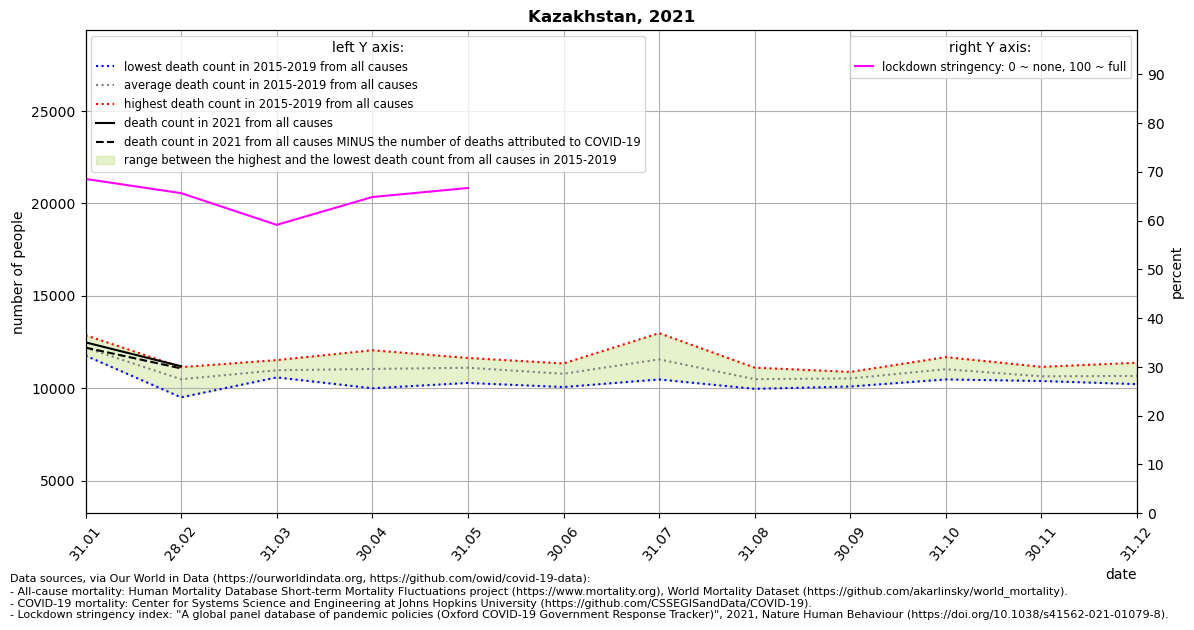 Kazakhstan, 2021
left Y axis:
lowest death count in 2015-2019 from all causes
average death count in 2015-2019 from all causes
highest death count in 2015-2019 from all causes
death count in 2021 from all causes
death count in 2021 from all causes MINUS the number of deaths attributed to COVID-19
range between the highest and the lowest death count from all causes in 2015-2019
right Y axis:
lockdown stringency: 0 ~ none, 100 ~ full
number of people
25000
20000
15000
10000
5000
percent
90
80
70
60
50
40
30
20
10
0
31.01
28.02
31.03
30.04
31.05
30.06
31.07
31.08
30.09
31.10
30.11
31.12
date
Data sources, via Our World in Data (https://ourworldindata.org, https://github.com/owid/covid-19-data):
- All-cause mortality: Human Mortality Database Short-term Mortality Fluctuations project (https://www.mortality.org), World Mortality Dataset (https://github.com/akarlinsky/world_mortality).
- COVID-19 mortality: Center for Systems Science and Engineering at Johns Hopkins University (https://github.com/CSSEGISandData/COVID-19).
- Lockdown stringency index: "A global panel database of pandemic policies (Oxford COVID-19 Government Response Tracker)", 2021, Nature Human Behaviour (https://doi.org/10.1038/s41562-021-01079-8).